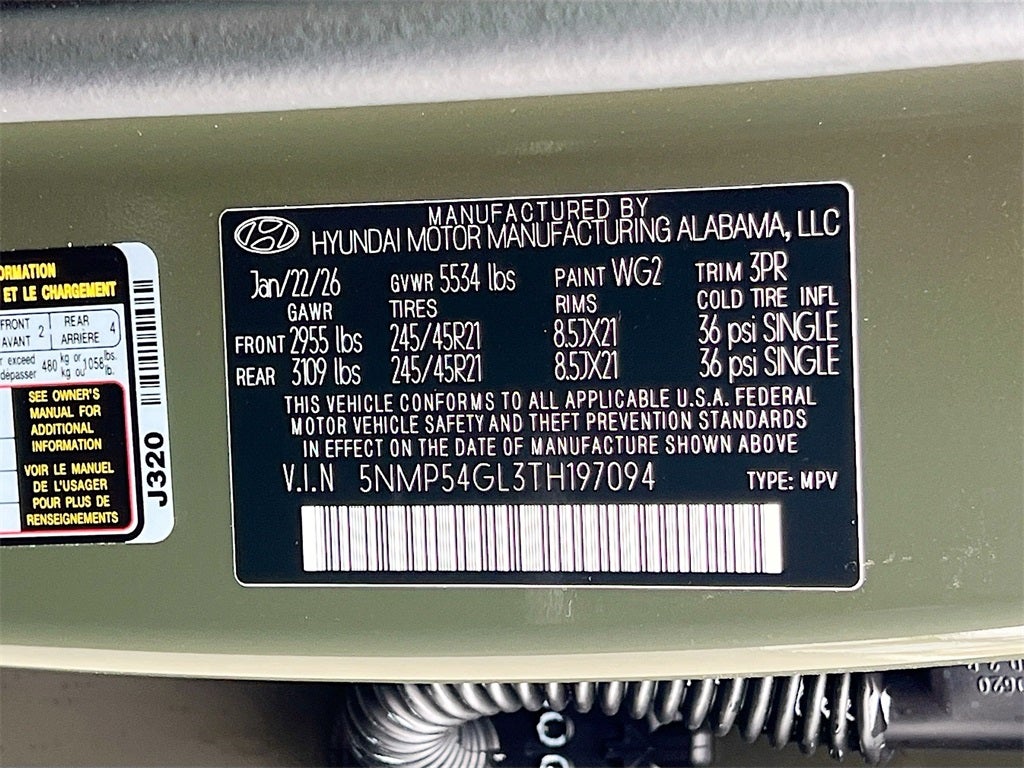 MANUFACTURED BY
HYUNDAI MOTOR MANUFACTURING ALABAMA, LLC
Jan/22/26 GVWR 5534 lbs PAINT WG2 TRIM 3PR
GAWR TIRES RIMS COLD TIRE INFL
FRONT 2955 lbs 245/45R21 8.5JX21 36 psi SINGLE
REAR 3109 lbs 245/45R21 8.5JX21 36 psi SINGLE
THIS VEHICLE CONFORMS TO ALL APPLICABLE U.S.A. FEDERAL
MOTOR VEHICLE SAFETY AND THEFT PREVENTION STANDARDS
IN EFFECT ON THE DATE OF MANUFACTURE SHOWN ABOVE
V.I.N 5NMP54GL3TH197094 TYPE: MPV
ET LE CHARGEMENT
FRONT 2 REAR 4
AVANT ARRIÈRE
exceed 480 kg or 1058 lbs.
kg ou lb.
SEE OWNER'S
MANUAL FOR
ADDITIONAL
INFORMATION
VOIR LE MANUEL
DE L'USAGER
POUR PLUS DE
RENSEIGNEMENTS
J320